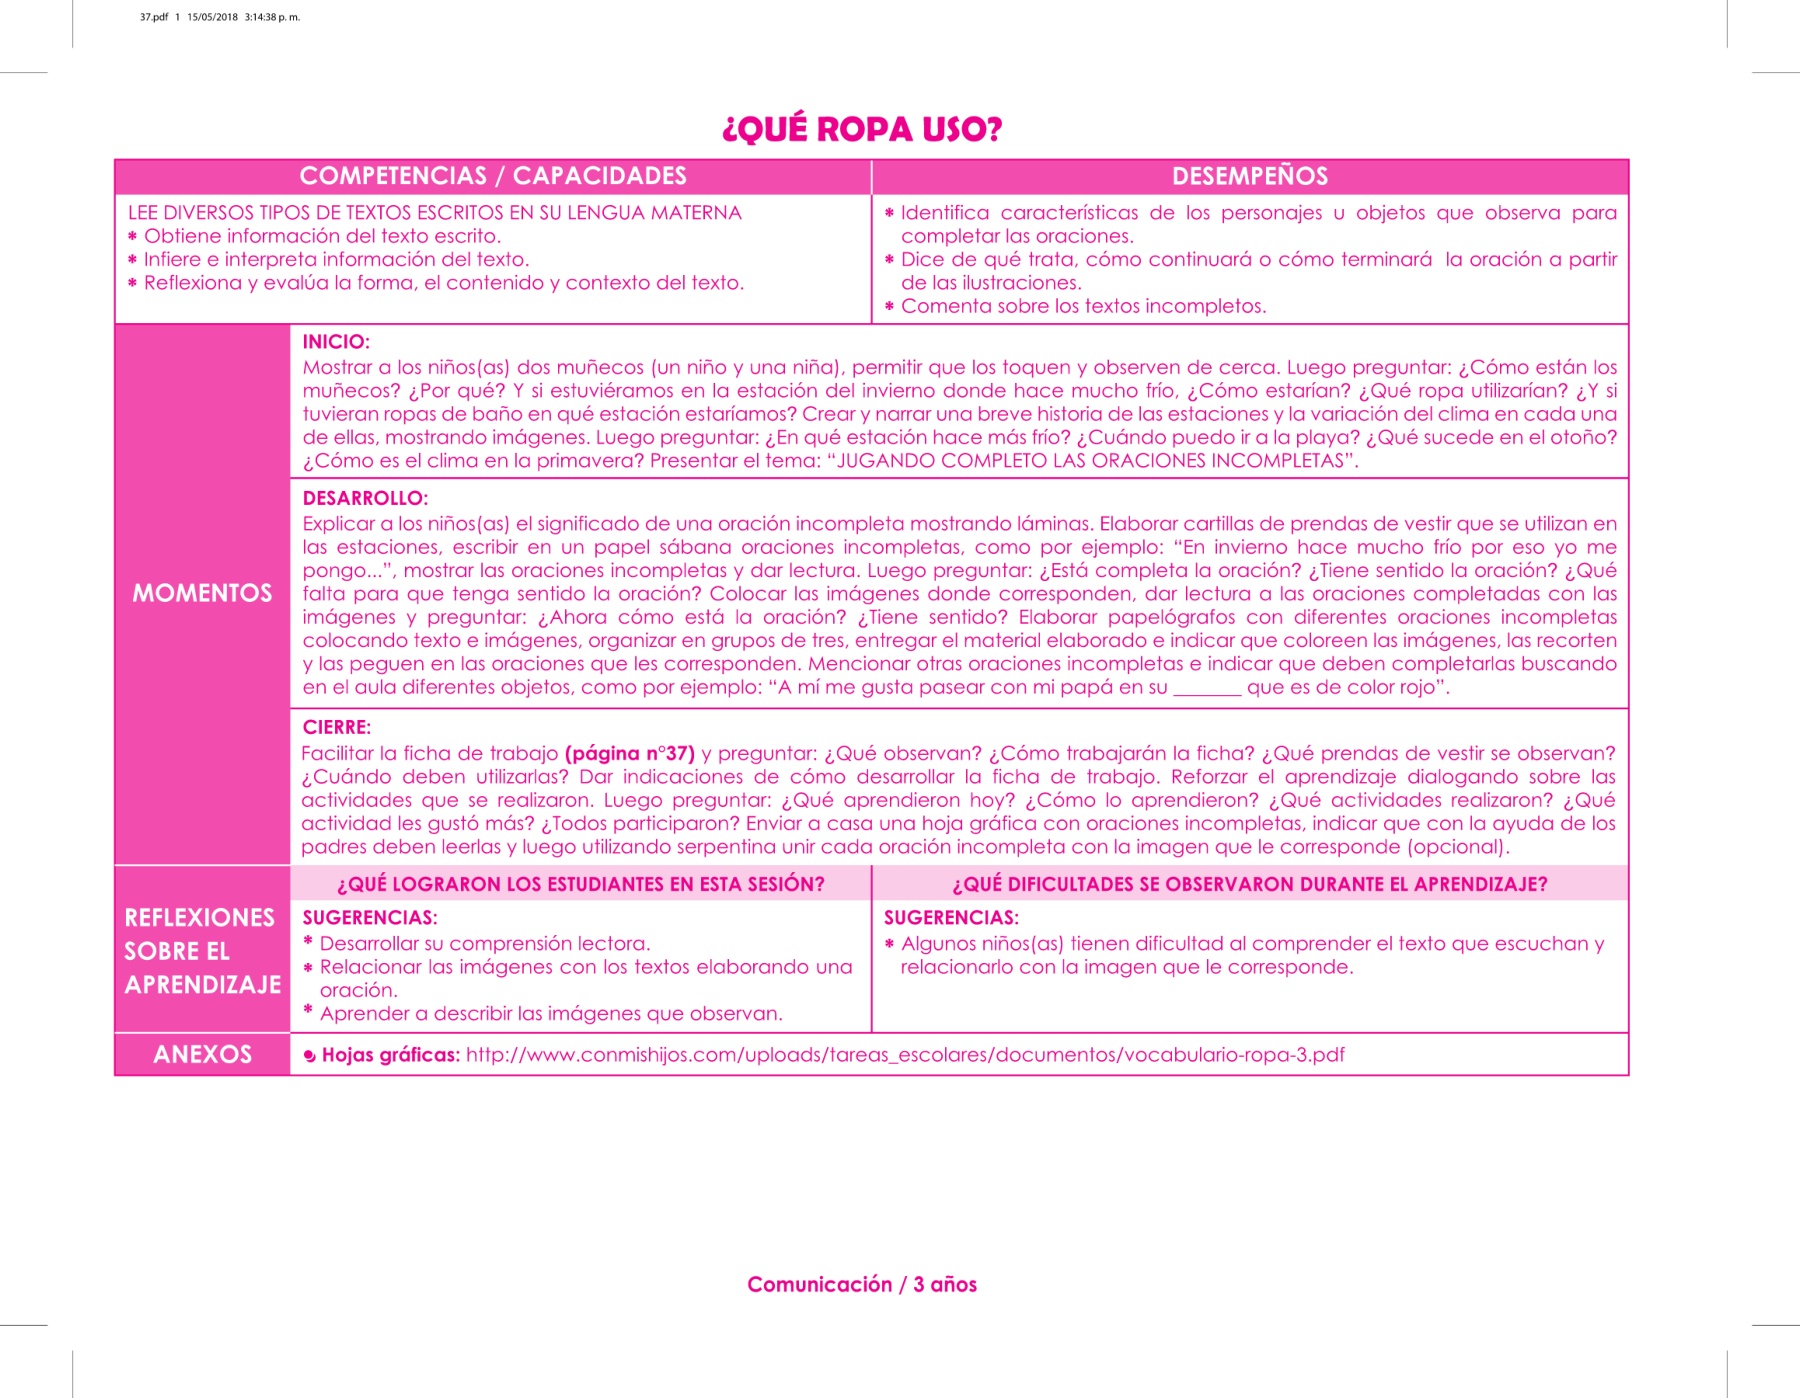 37.pdf 1 15/05/2018 3:14:38 p. m.
¿QUÉ ROPA USO?
COMPETENCIAS / CAPACIDADES
DESEMPEÑOS
LEE DIVERSOS TIPOS DE TEXTOS ESCRITOS EN SU LENGUA MATERNA
* Obtiene información del texto escrito.
* Infiere e interpreta información del texto.
* Reflexiona y evalúa la forma, el contenido y contexto del texto.
* Identifica características de los personajes u objetos que observa para
completar las oraciones.
* Dice de qué trata, cómo continuará o cómo terminará la oración a partir
de las ilustraciones.
* Comenta sobre los textos incompletos.
MOMENTOS
INICIO:
Mostrar a los niños(as) dos muñecos (un niño y una niña), permitir que los toquen y observen de cerca. Luego preguntar: ¿Cómo están los
muñecos? ¿Por qué? Y si estuviéramos en la estación del invierno donde hace mucho frío, ¿Cómo estarían? ¿Qué ropa utilizarían? ¿Y si
tuvieran ropas de baño en qué estación estaríamos? Crear y narrar una breve historia de las estaciones y la variación del clima en cada una
de ellas, mostrando imágenes. Luego preguntar: ¿En qué estación hace más frío? ¿Cuándo puedo ir a la playa? ¿Qué sucede en el otoño?
¿Cómo es el clima en la primavera? Presentar el tema: “JUGANDO COMPLETO LAS ORACIONES INCOMPLETAS”.
DESARROLLO:
Explicar a los niños(as) el significado de una oración incompleta mostrando láminas. Elaborar cartillas de prendas de vestir que se utilizan en
las estaciones, escribir en un papel sábana oraciones incompletas, como por ejemplo: “En invierno hace mucho frío por eso yo me
pongo...”, mostrar las oraciones incompletas y dar lectura. Luego preguntar: ¿Está completa la oración? ¿Tiene sentido la oración? ¿Qué
falta para que tenga sentido la oración? Colocar las imágenes donde corresponden, dar lectura a las oraciones completadas con las
imágenes y preguntar: ¿Ahora cómo está la oración? ¿Tiene sentido? Elaborar papelógrafos con diferentes oraciones incompletas
colocando texto e imágenes, organizar en grupos de tres, entregar el material elaborado e indicar que coloreen las imágenes, las recorten
y las peguen en las oraciones que les corresponden. Mencionar otras oraciones incompletas e indicar que deben completarlas buscando
en el aula diferentes objetos, como por ejemplo: “A mí me gusta pasear con mi papá en su ______ que es de color rojo”.
CIERRE:
Facilitar la ficha de trabajo (página n°37) y preguntar: ¿Qué observan? ¿Cómo trabajarán la ficha? ¿Qué prendas de vestir se observan?
¿Cuándo deben utilizarlas? Dar indicaciones de cómo desarrollar la ficha de trabajo. Reforzar el aprendizaje dialogando sobre las
actividades que se realizaron. Luego preguntar: ¿Qué aprendieron hoy? ¿Cómo lo aprendieron? ¿Qué actividades realizaron? ¿Qué
actividad les gustó más? ¿Todos participaron? Enviar a casa una hoja gráfica con oraciones incompletas, indicar que con la ayuda de los
padres deben leerlas y luego utilizando serpentina unir cada oración incompleta con la imagen que le corresponde (opcional).
REFLEXIONES
SOBRE EL
APRENDIZAJE
¿QUÉ LOGRARON LOS ESTUDIANTES EN ESTA SESIÓN?
SUGERENCIAS:
* Desarrollar su comprensión lectora.
* Relacionar las imágenes con los textos elaborando una
oración.
* Aprender a describir las imágenes que observan.
¿QUÉ DIFICULTADES SE OBSERVARON DURANTE EL APRENDIZAJE?
SUGERENCIAS:
* Algunos niños(as) tienen dificultad al comprender el texto que escuchan y
relacionarlo con la imagen que le corresponde.
ANEXOS
Hojas gráficas: http://www.conmishijos.com/uploads/tareas_escolares/documentos/vocabulario-ropa-3.pdf
Comunicación / 3 años